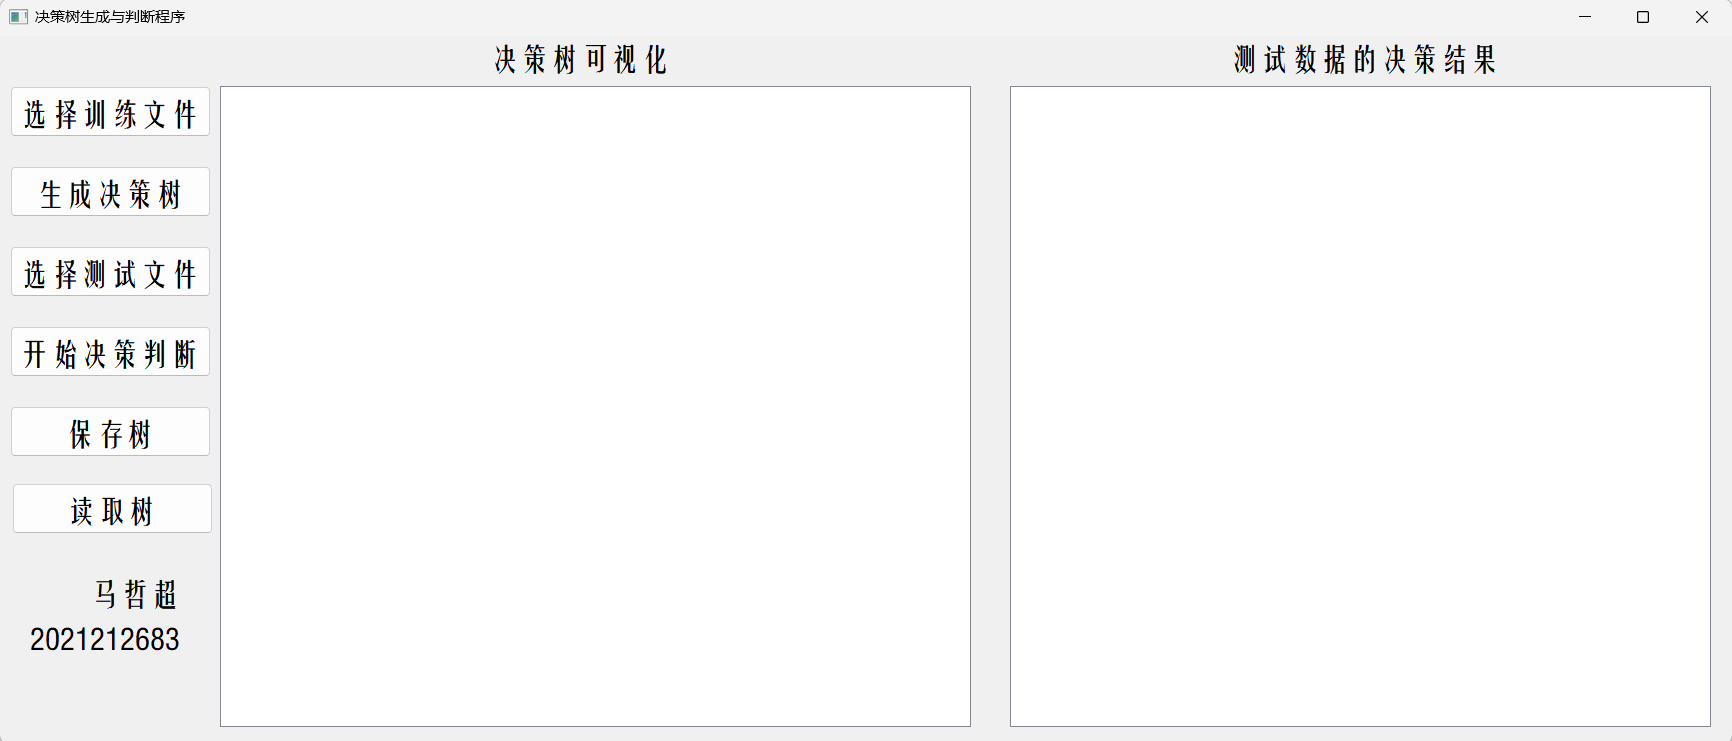 决策树生成与判断程序
决策树可视化
测试数据的决策结果
选择训练文件
生成决策树
选择测试文件
开始决策判断
保存树
读取树
马哲超
2021212683